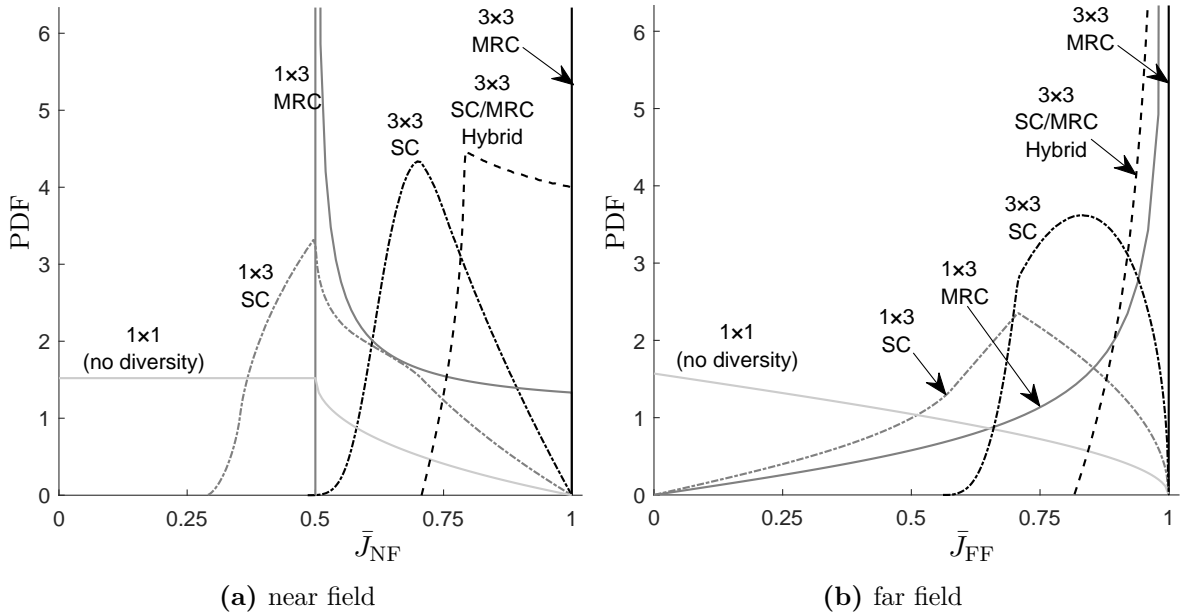 6
5
4
3
2
1
0
PDF
0
0.25
0.5
0.75
1
J̄_NF
1×3
MRC
3×3
SC
3×3
SC/MRC
Hybrid
3×3
MRC
1×3
SC
1×1
(no diversity)
(a) near field
6
5
4
3
2
1
0
PDF
0
0.25
0.5
0.75
1
J̄_FF
3×3
MRC
3×3
SC/MRC
Hybrid
3×3
SC
1×3
MRC
1×3
SC
1×1
(no diversity)
(b) far field